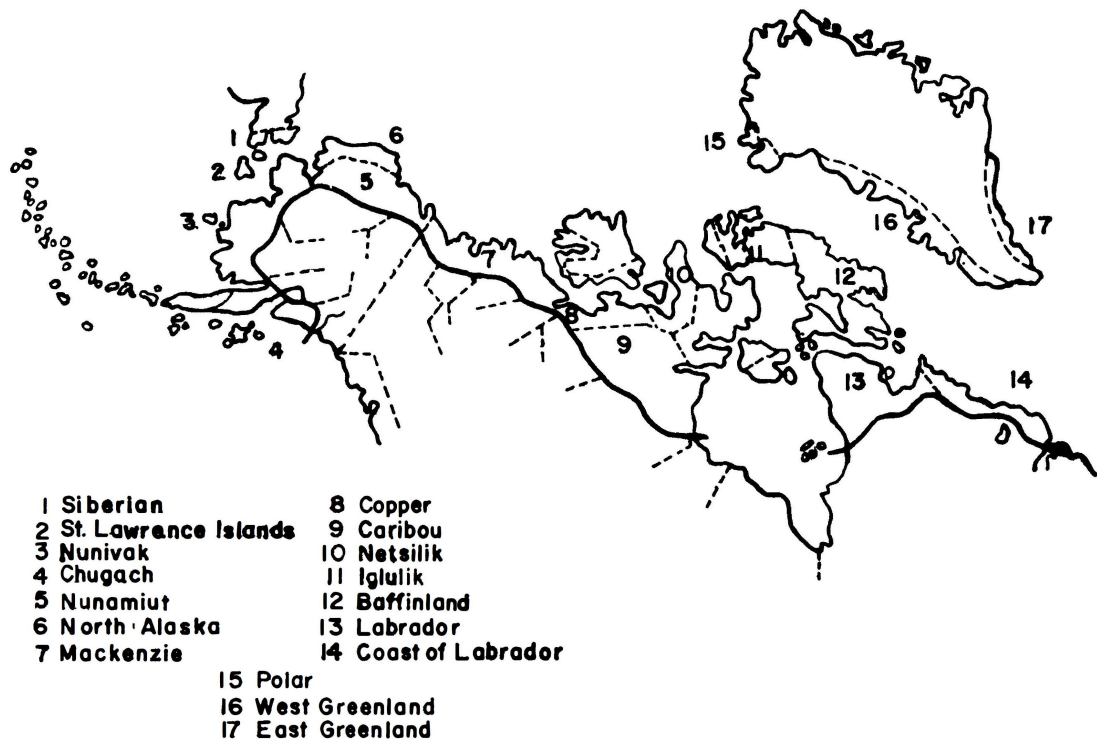 1
2
3
4
5
6
7
8
9
10
11
12
13
14
15
16
17
1 Siberian
2 St. Lawrence Islands
3 Nunivak
4 Chugach
5 Nunamiut
6 North Alaska
7 Mackenzie
8 Copper
9 Caribou
10 Netsilik
11 Iglulik
12 Baffinland
13 Labrador
14 Coast of Labrador
15 Polar
16 West Greenland
17 East Greenland